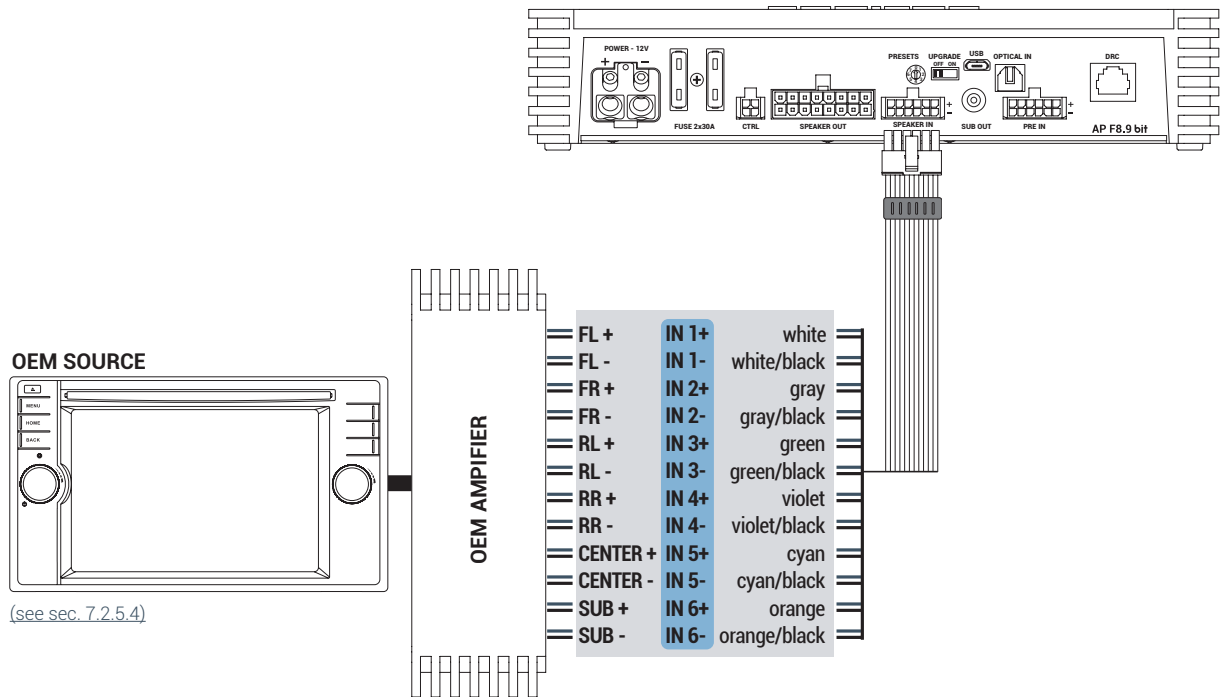 POWER - 12V
+ -
FUSE 2x30A
CTRL
SPEAKER OUT
PRESETS
UPGRADE
OFF ON
USB
OPTICAL IN
DRC
SPEAKER IN
+
-
SUB OUT
PRE IN
+
-
AP F8.9 bit
OEM SOURCE
MENU
HOME
BACK
(see sec. 7.2.5.4)
OEM AMPIFIER
FL + IN 1+ white
FL - IN 1- white/black
FR + IN 2+ gray
FR - IN 2- gray/black
RL + IN 3+ green
RL - IN 3- green/black
RR + IN 4+ violet
RR - IN 4- violet/black
CENTER + IN 5+ cyan
CENTER - IN 5- cyan/black
SUB + IN 6+ orange
SUB - IN 6- orange/black